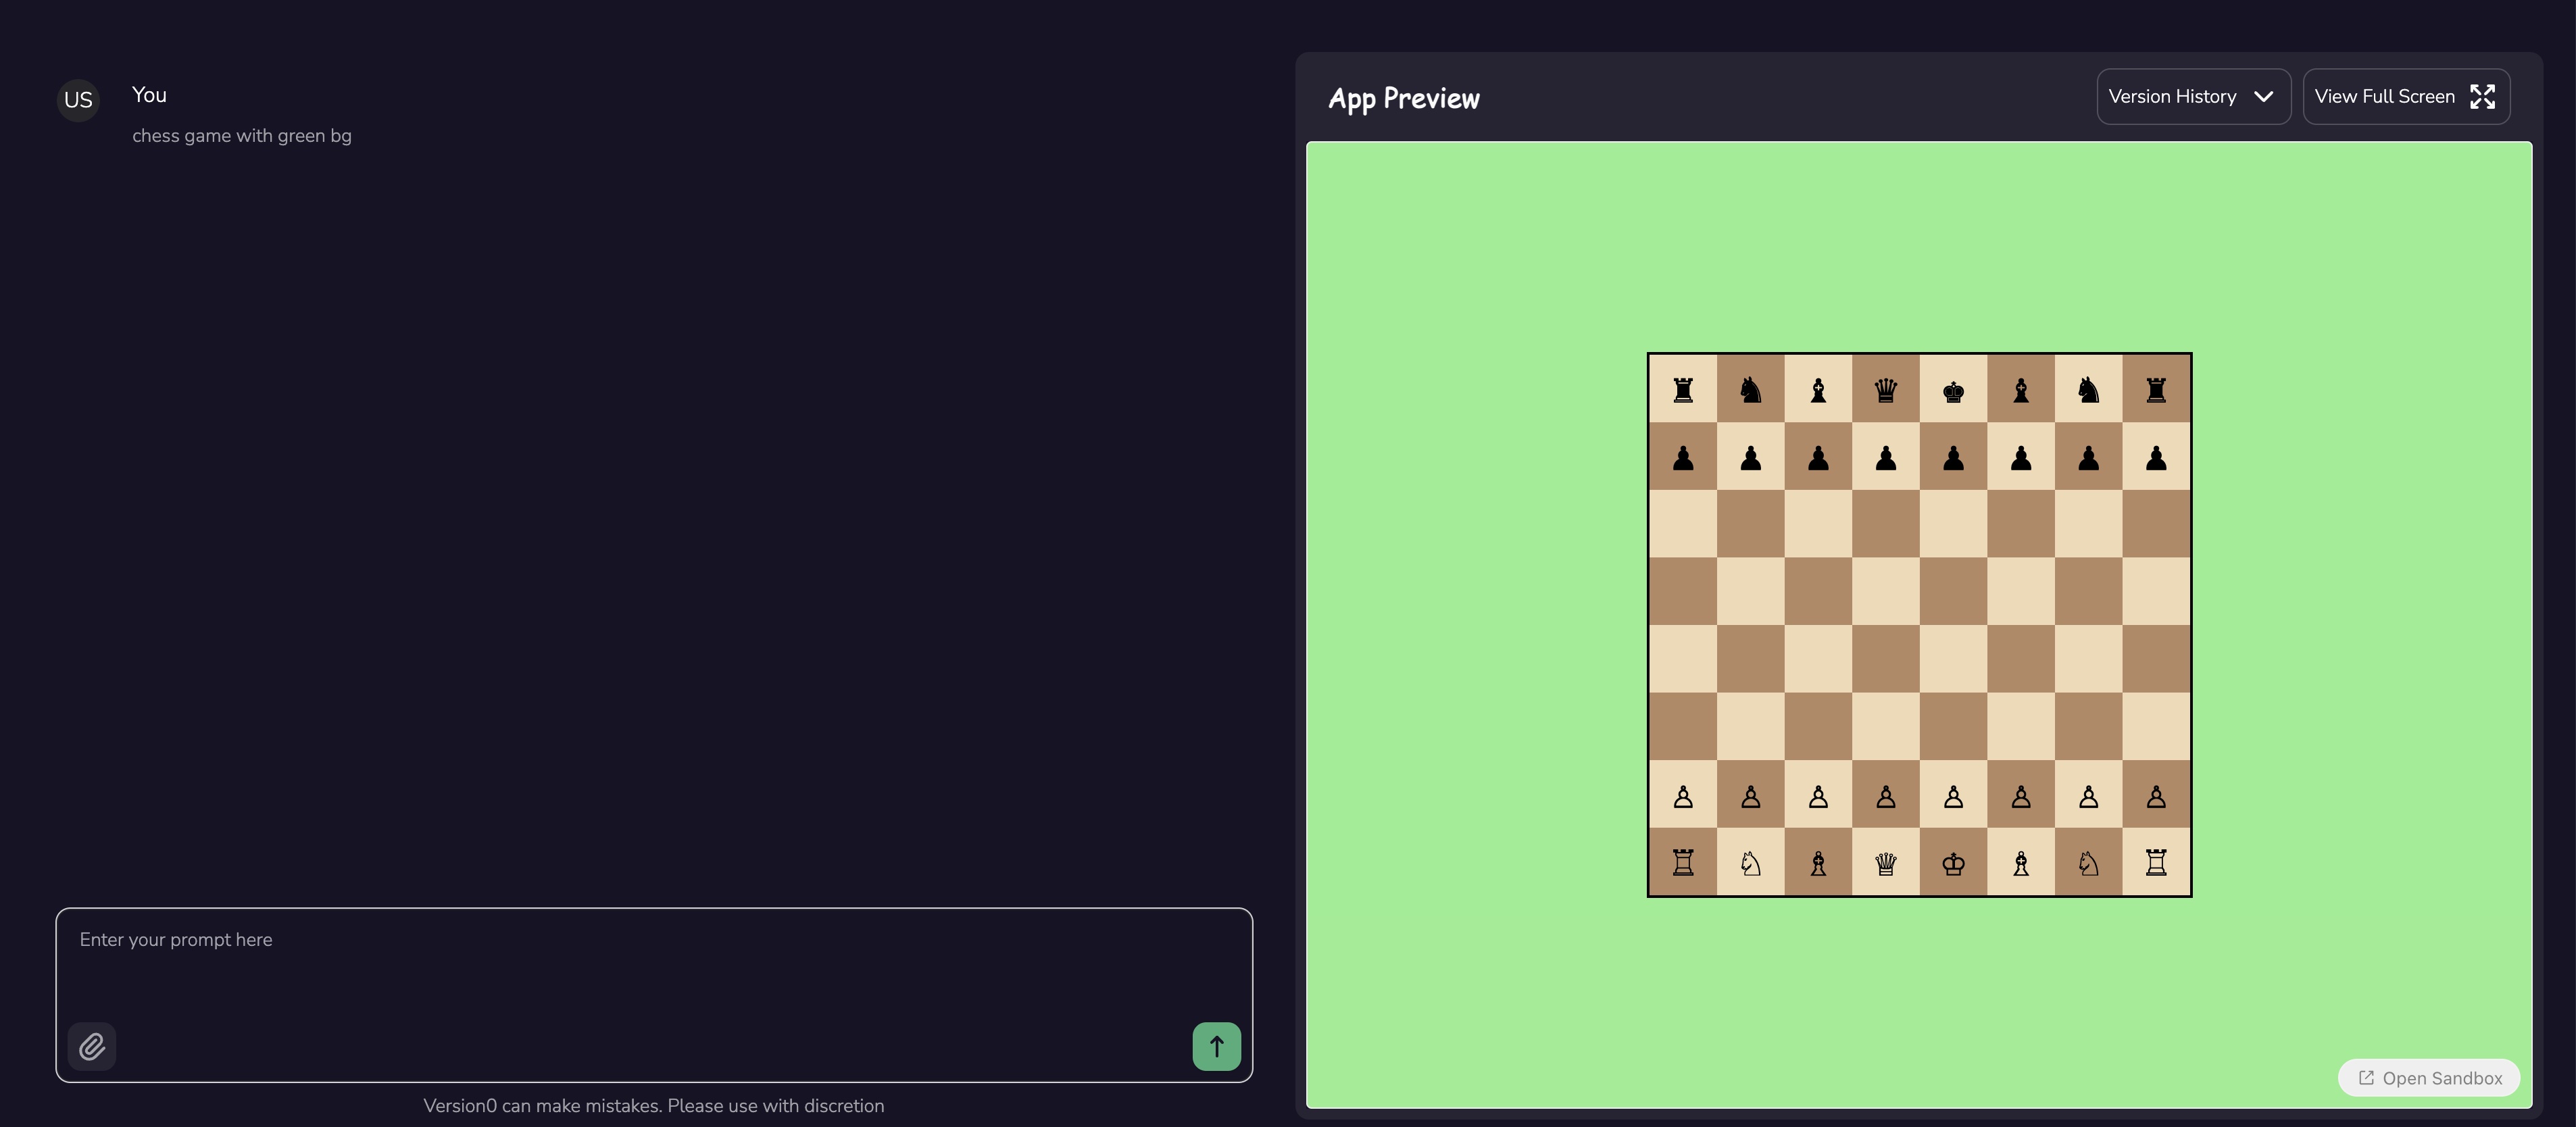 US
You
chess game with green bg
Enter your prompt here
Version0 can make mistakes. Please use with discretion
App Preview
Version History
View Full Screen
♜ ♞ ♝ ♛ ♚ ♝ ♞ ♜
♟ ♟ ♟ ♟ ♟ ♟ ♟ ♟
♙ ♙ ♙ ♙ ♙ ♙ ♙ ♙
♖ ♘ ♗ ♕ ♔ ♗ ♘ ♖
Open Sandbox